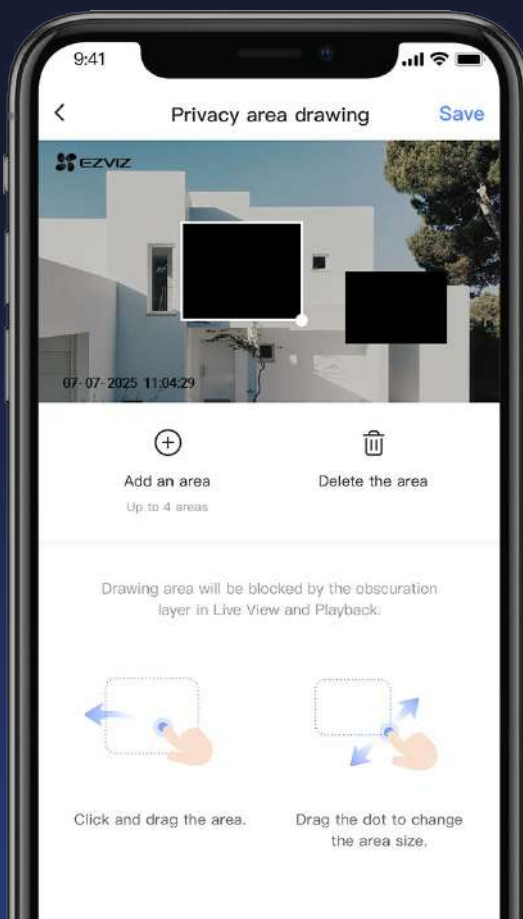 9:41
Privacy area drawing
Save
EZVIZ
07-07-2025 11:04:29
Add an area
Up to 4 areas
Delete the area
Drawing area will be blocked by the obscuration
layer in Live View and Playback.
Click and drag the area.
Drag the dot to change
the area size.